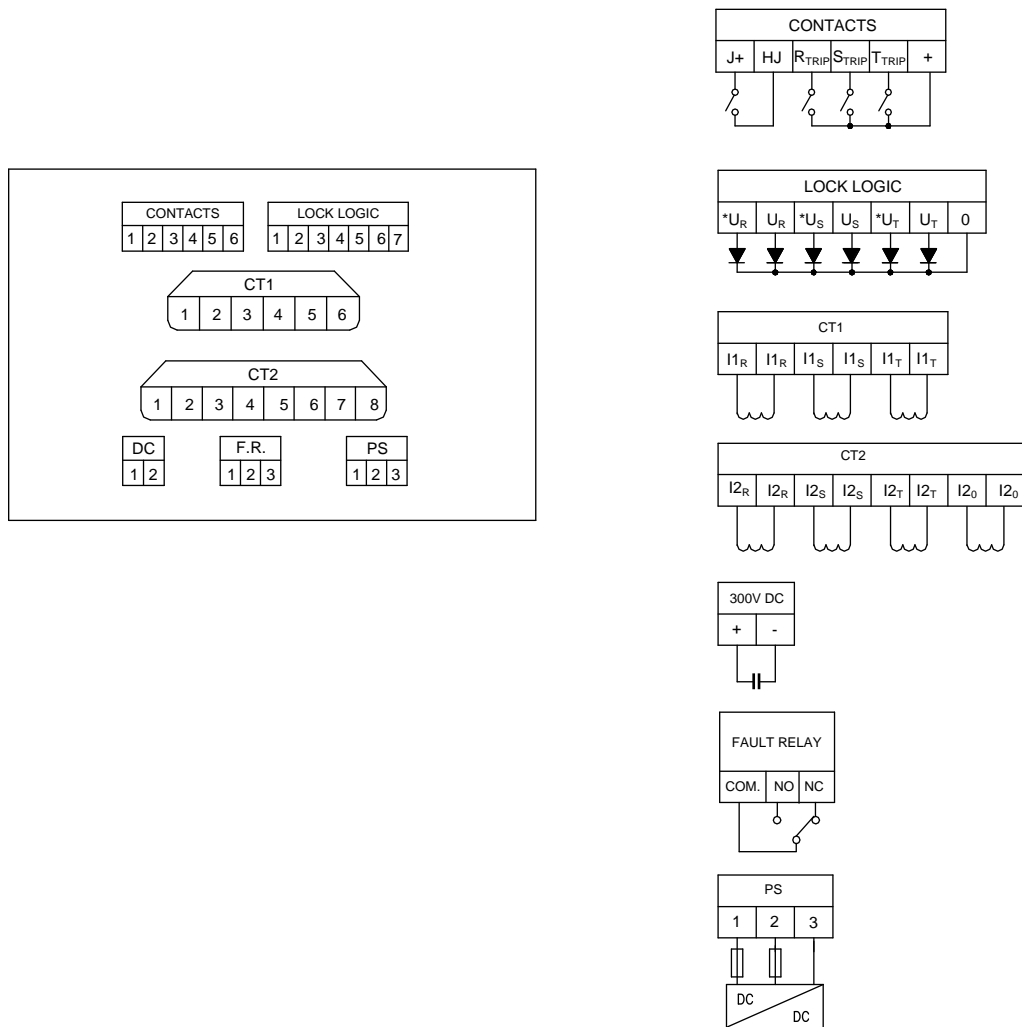 CONTACTS
1 2 3 4 5 6
LOCK LOGIC
1 2 3 4 5 6 7
CT1
1 2 3 4 5 6
CT2
1 2 3 4 5 6 7 8
DC
1 2
F.R.
1 2 3
PS
1 2 3
CONTACTS
J+ HJ RTRIP STRIP TTRIP +
LOCK LOGIC
*UR UR *US US *UT UT 0
CT1
I1R I1R I1S I1S I1T I1T
CT2
I2R I2R I2S I2S I2T I2T I20 I20
300V DC
+ -
FAULT RELAY
COM. NO NC
PS
1 2 3
DC
DC